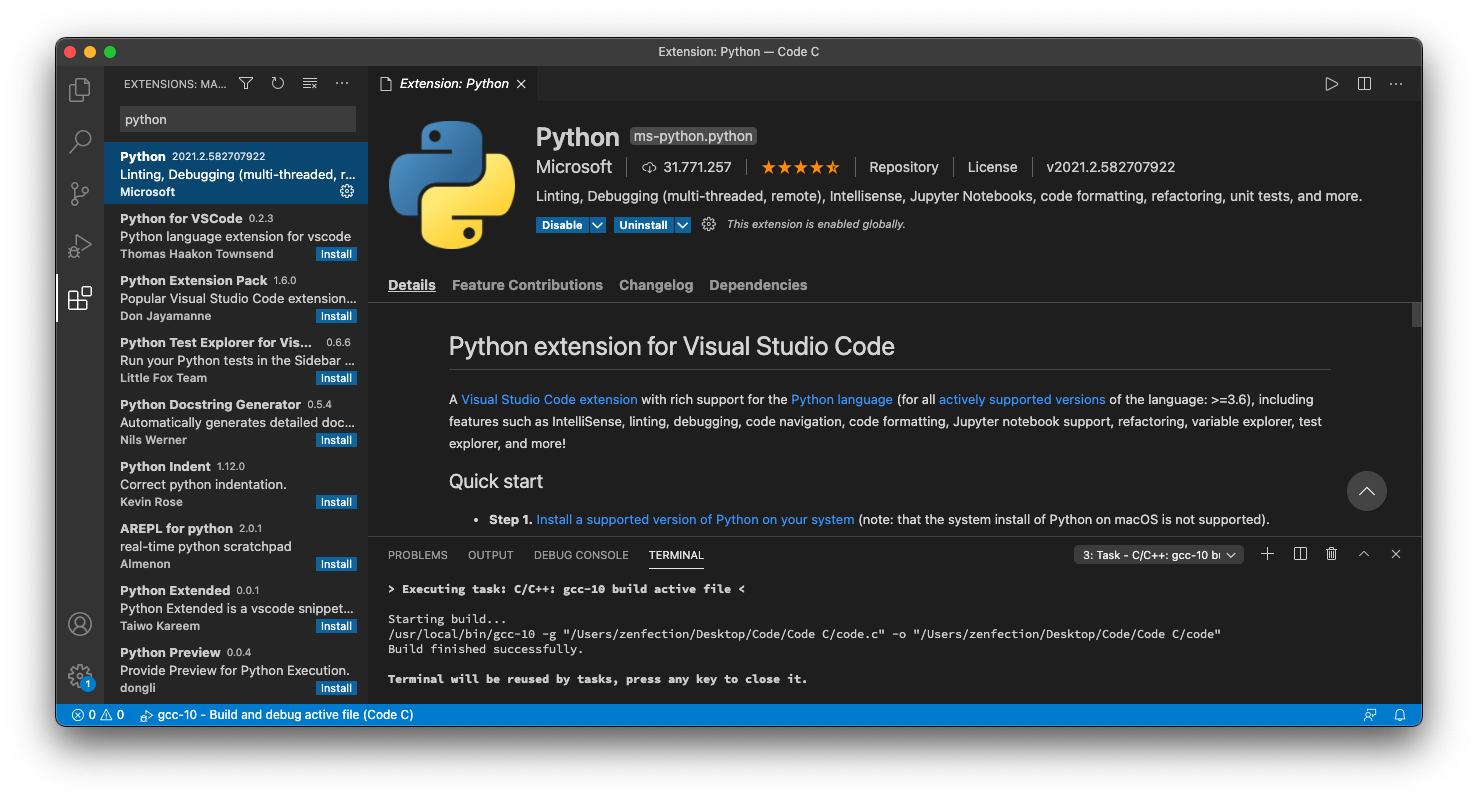 Extension: Python — Code C
EXTENSIONS: MA...
python
Python 2021.2.582707922
Linting, Debugging (multi-threaded, r...
Microsoft
Python for VSCode 0.2.3
Python language extension for vscode
Thomas Haakon Townsend Install
Python Extension Pack 1.6.0
Popular Visual Studio Code extension...
Don Jayamanne Install
Python Test Explorer for Vis... 0.6.6
Run your Python tests in the Sidebar ...
Little Fox Team Install
Python Docstring Generator 0.5.4
Automatically generates detailed doc...
Nils Werner Install
Python Indent 1.12.0
Correct python indentation.
Kevin Rose Install
AREPL for python 2.0.1
real-time python scratchpad
Almenon Install
Python Extended 0.0.1
Python Extended is a vscode snippet...
Taiwo Kareem Install
Python Preview 0.0.4
Provide Preview for Python Execution.
dongli Install
1
Extension: Python
Python ms-python.python
Microsoft 31.771.257 Repository License v2021.2.582707922
Linting, Debugging (multi-threaded, remote), Intellisense, Jupyter Notebooks, code formatting, refactoring, unit tests, and more.
Disable Uninstall This extension is enabled globally.
Details Feature Contributions Changelog Dependencies
Python extension for Visual Studio Code
A Visual Studio Code extension with rich support for the Python language (for all actively supported versions of the language: >=3.6), including
features such as IntelliSense, linting, debugging, code navigation, code formatting, Jupyter notebook support, refactoring, variable explorer, test
explorer, and more!
Quick start
• Step 1. Install a supported version of Python on your system (note: that the system install of Python on macOS is not supported).
PROBLEMS OUTPUT DEBUG CONSOLE TERMINAL 3: Task - C/C++: gcc-10 b
> Executing task: C/C++: gcc-10 build active file <
Starting build...
/usr/local/bin/gcc-10 -g "/Users/zenfection/Desktop/Code/Code C/code.c" -o "/Users/zenfection/Desktop/Code/Code C/code"
Build finished successfully.
Terminal will be reused by tasks, press any key to close it.
0 0 gcc-10 - Build and debug active file (Code C)